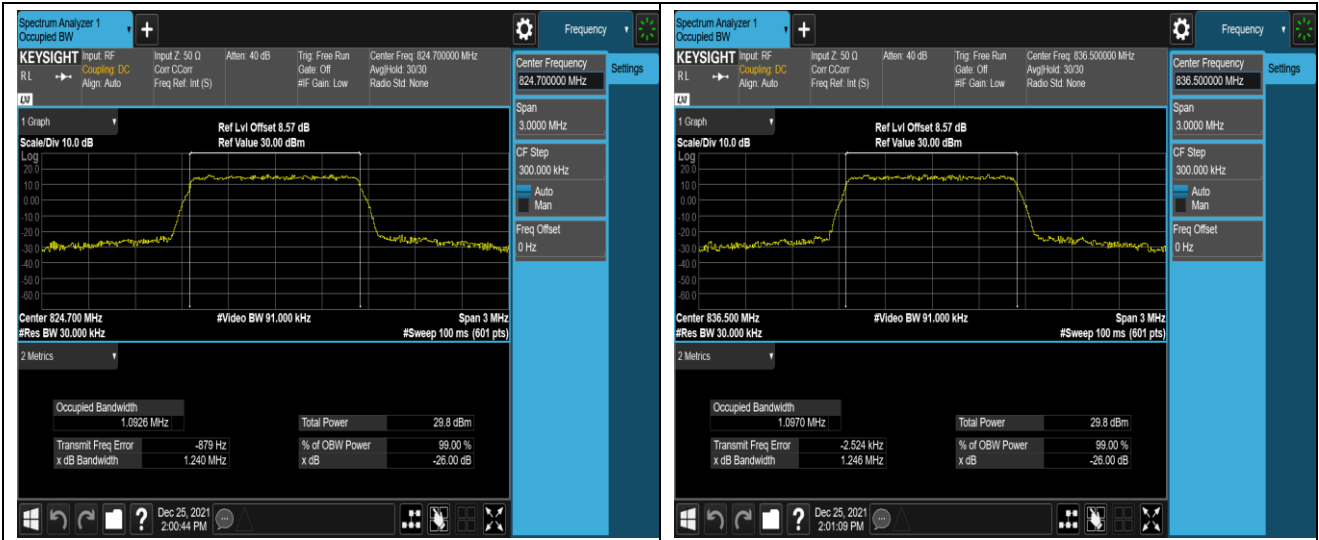 Spectrum Analyzer 1
Occupied BW
+
Frequency
KEYSIGHT
Input: RF
Coupling: DC
Align: Auto
Input Z: 50 Ω
Corr CCorr
Freq Ref: Int (S)
Atten: 40 dB
Trig: Free Run
Gate: Off
#IF Gain: Low
Center Freq: 824.700000 MHz
Avg|Hold: 30/30
Radio Std: None
RL
LXI
Center Frequency
824.700000 MHz
Settings
Span
3.0000 MHz
CF Step
300.000 kHz
Auto
Man
Freq Offset
0 Hz
1 Graph
Ref Lvl Offset 8.57 dB
Scale/Div 10.0 dB
Ref Value 30.00 dBm
Log
20.0
10.0
0.00
-10.0
-20.0
-30.0
-40.0
-50.0
-60.0
Center 824.700 MHz
#Video BW 91.000 kHz
Span 3 MHz
#Res BW 30.000 kHz
#Sweep 100 ms (601 pts)
2 Metrics
Occupied Bandwidth
1.0926 MHz
Total Power 29.8 dBm
Transmit Freq Error -879 Hz
% of OBW Power 99.00 %
x dB Bandwidth 1.240 MHz
x dB -26.00 dB
?
Dec 25, 2021
2:00:44 PM
Spectrum Analyzer 1
Occupied BW
+
Frequency
KEYSIGHT
Input: RF
Coupling: DC
Align: Auto
Input Z: 50 Ω
Corr CCorr
Freq Ref: Int (S)
Atten: 40 dB
Trig: Free Run
Gate: Off
#IF Gain: Low
Center Freq: 836.500000 MHz
Avg|Hold: 30/30
Radio Std: None
RL
LXI
Center Frequency
836.500000 MHz
Settings
Span
3.0000 MHz
CF Step
300.000 kHz
Auto
Man
Freq Offset
0 Hz
1 Graph
Ref Lvl Offset 8.57 dB
Scale/Div 10.0 dB
Ref Value 30.00 dBm
Log
20.0
10.0
0.00
-10.0
-20.0
-30.0
-40.0
-50.0
-60.0
Center 836.500 MHz
#Video BW 91.000 kHz
Span 3 MHz
#Res BW 30.000 kHz
#Sweep 100 ms (601 pts)
2 Metrics
Occupied Bandwidth
1.0970 MHz
Total Power 29.8 dBm
Transmit Freq Error -2.524 kHz
% of OBW Power 99.00 %
x dB Bandwidth 1.246 MHz
x dB -26.00 dB
?
Dec 25, 2021
2:01:09 PM